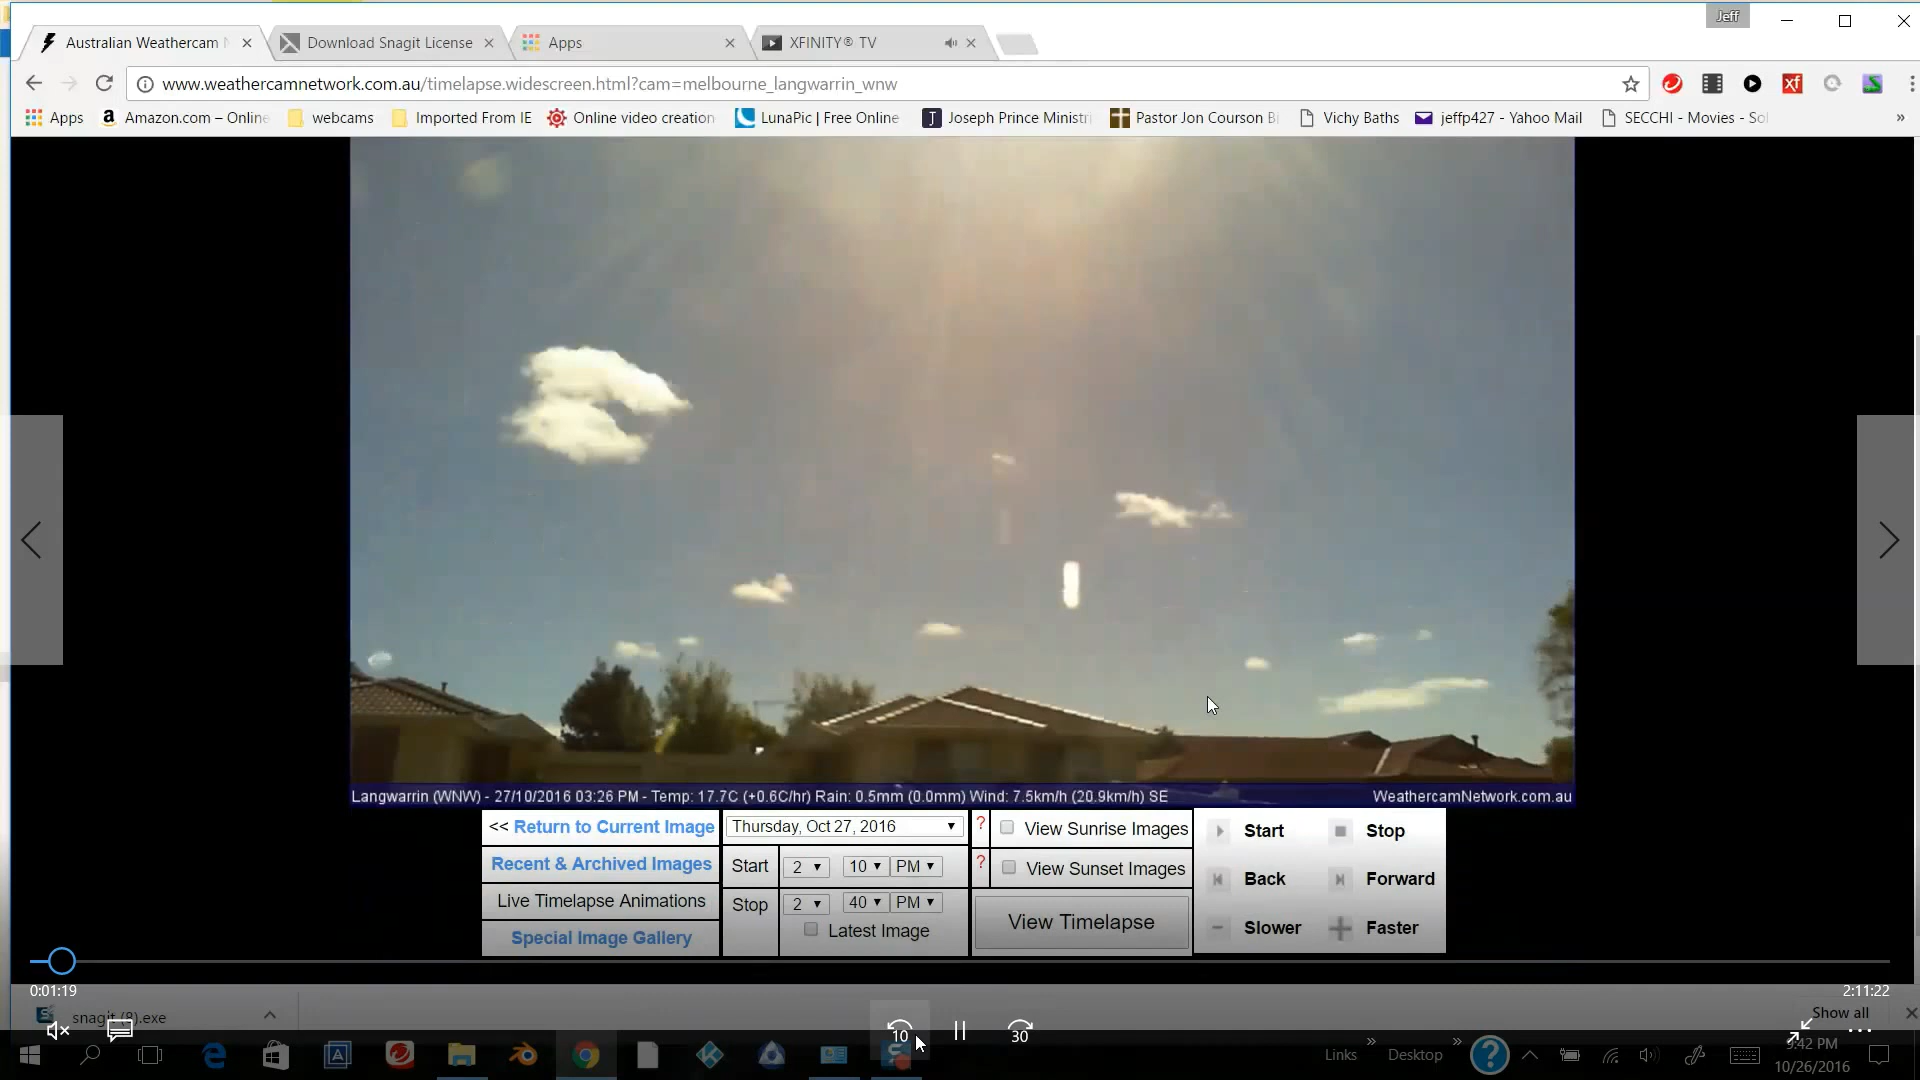 Jeff
Australian Weathercam N
Download Snagit License
Apps
XFINITY® TV
www.weathercamnetwork.com.au/timelapse.widescreen.html?cam=melbourne_langwarrin_wnw
xf
Apps
Amazon.com – Online
webcams
Imported From IE
Online video creation
LunaPic | Free Online
Joseph Prince Ministri
Pastor Jon Courson Bi
Vichy Baths
jeffp427 - Yahoo Mail
SECCHI - Movies - Sol
»
Langwarrin (WNW) - 27/10/2016 03:26 PM - Temp: 17.7C (+0.6C/hr) Rain: 0.5mm (0.0mm) Wind: 7.5km/h (20.9km/h) SE
WeathercamNetwork.com.au
<< Return to Current Image
Thursday, Oct 27, 2016
? View Sunrise Images
Start
Stop
Recent & Archived Images
Start 2 10 PM
? View Sunset Images
Back
Forward
Live Timelapse Animations
Stop 2 40 PM
Latest Image
View Timelapse
Slower
Faster
Special Image Gallery
0:01:19
2:11:22
snagit (8).exe
Show all
10
30
Links »
Desktop »
9:42 PM
10/26/2016